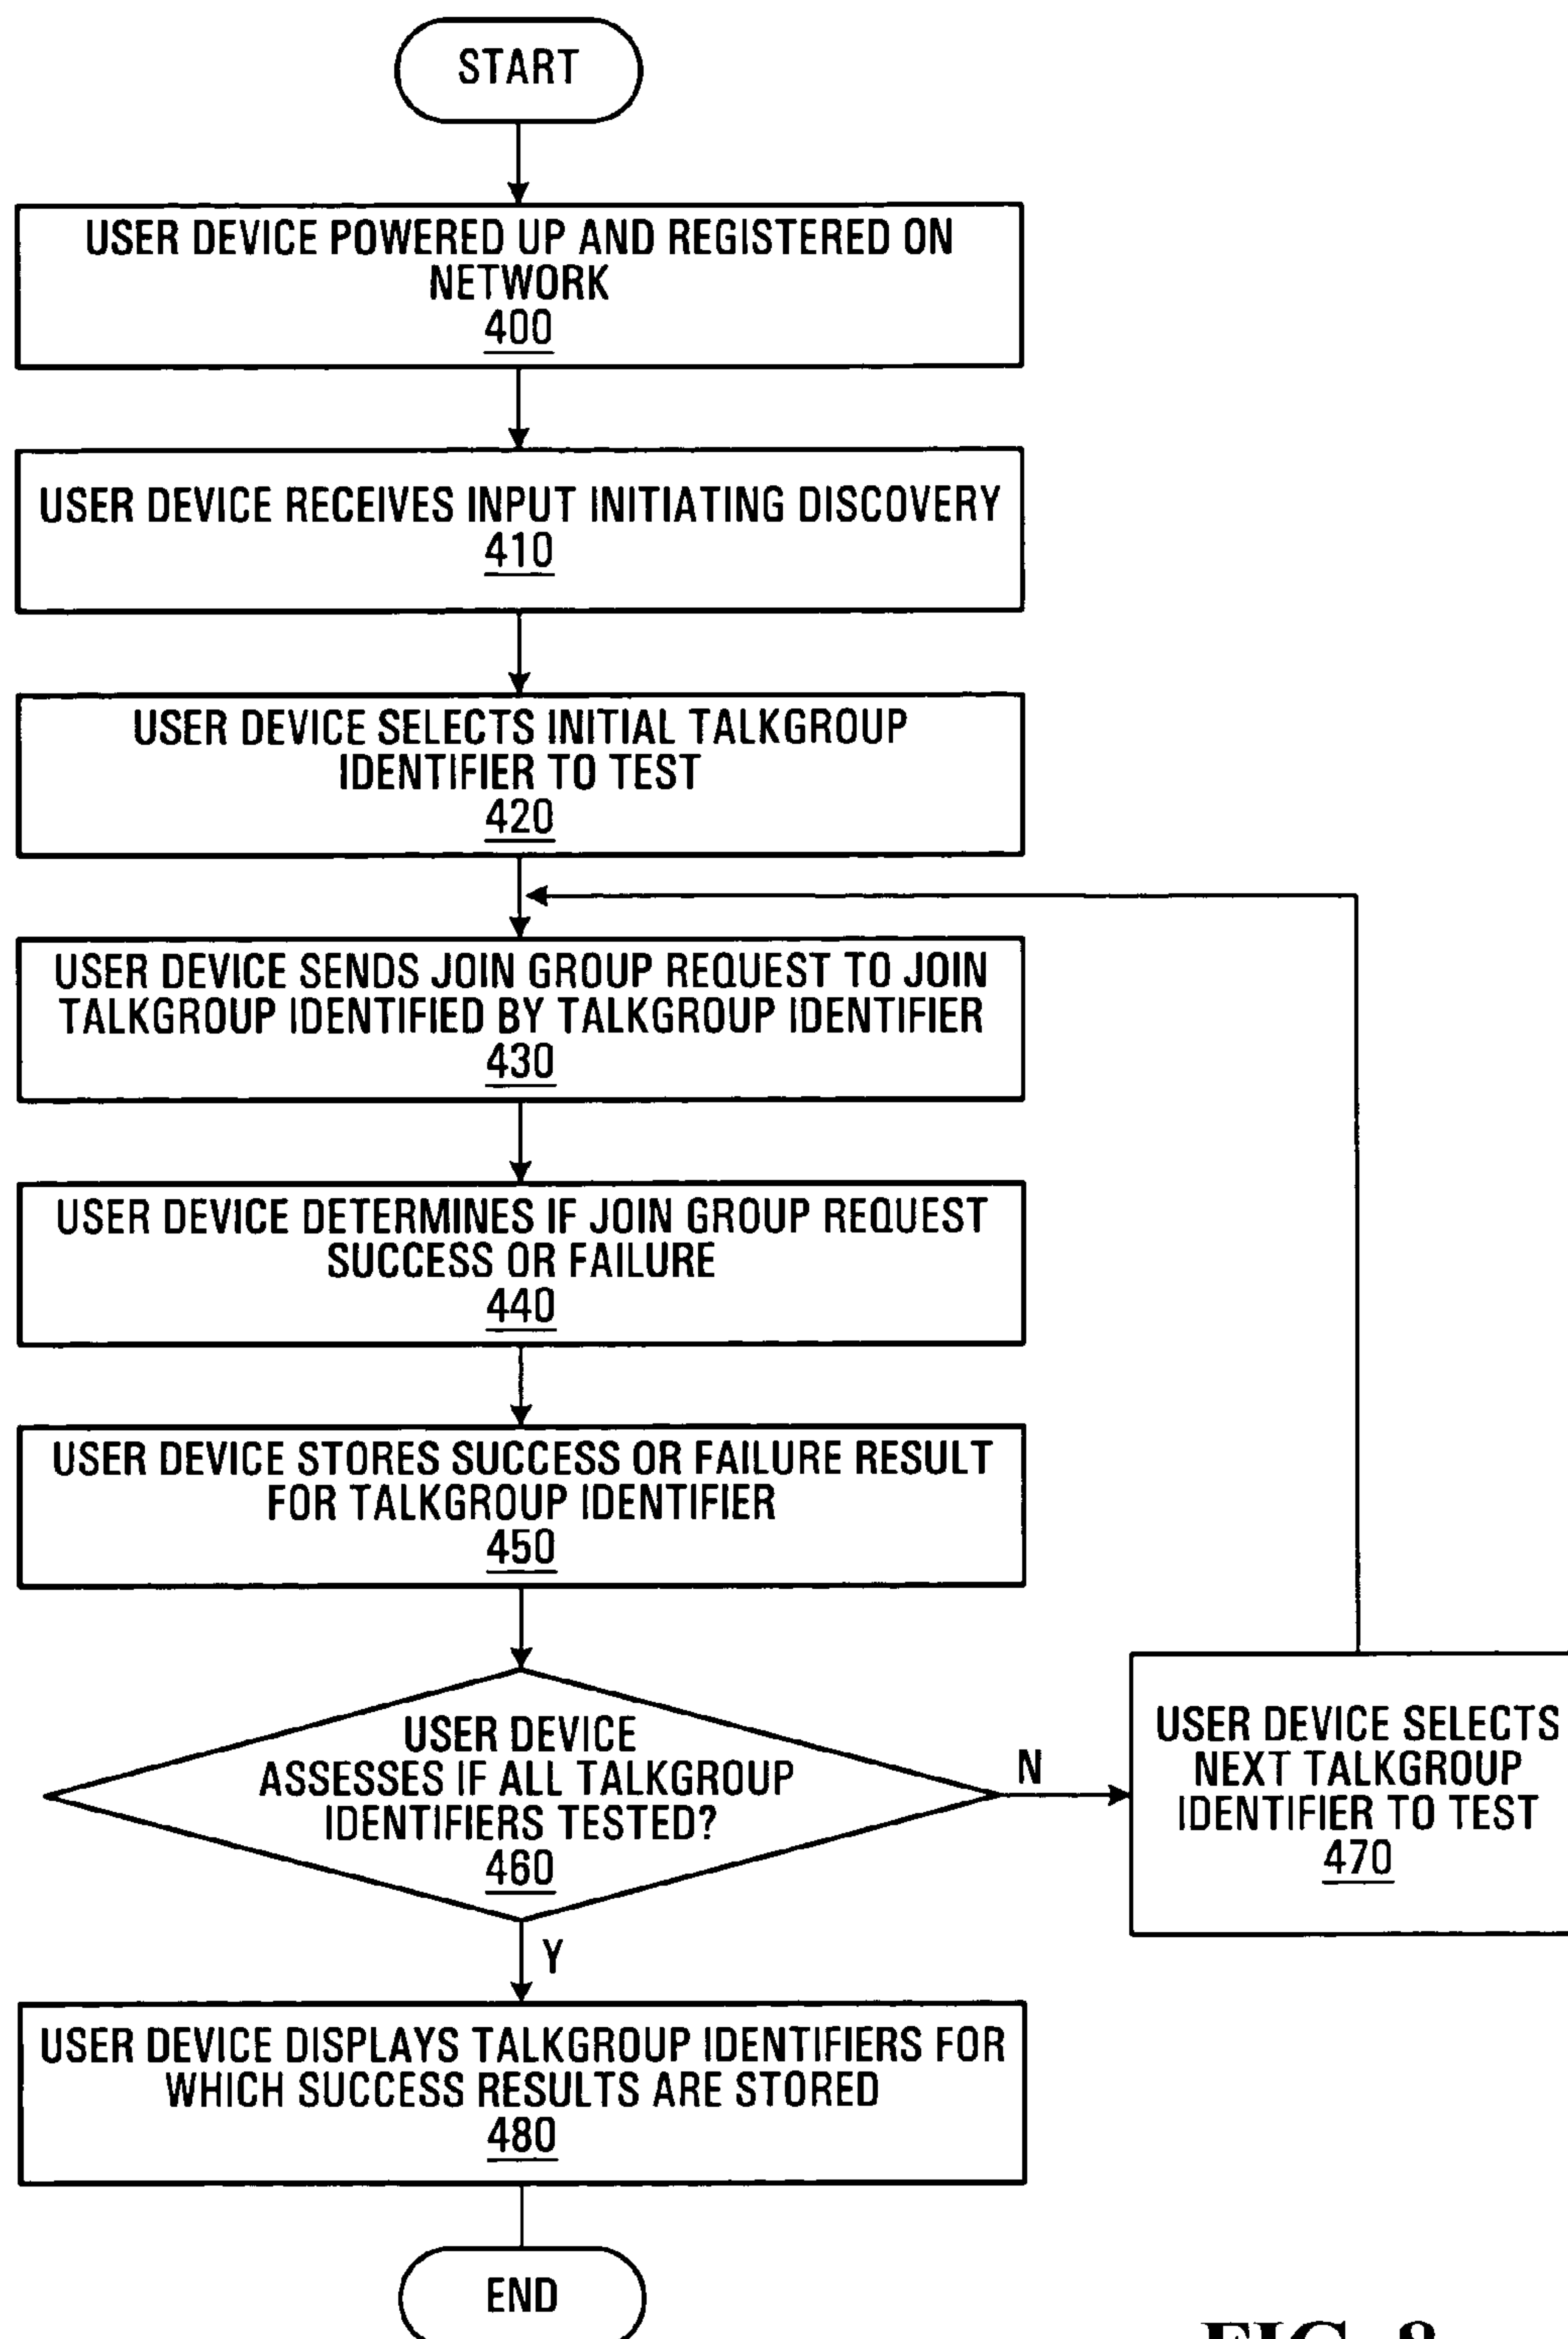 START
USER DEVICE POWERED UP AND REGISTERED ON
NETWORK
400
USER DEVICE RECEIVES INPUT INITIATING DISCOVERY
410
USER DEVICE SELECTS INITIAL TALKGROUP
IDENTIFIER TO TEST
420
USER DEVICE SENDS JOIN GROUP REQUEST TO JOIN
TALKGROUP IDENTIFIED BY TALKGROUP IDENTIFIER
430
USER DEVICE DETERMINES IF JOIN GROUP REQUEST
SUCCESS OR FAILURE
440
USER DEVICE STORES SUCCESS OR FAILURE RESULT
FOR TALKGROUP IDENTIFIER
450
USER DEVICE
ASSESSES IF ALL TALKGROUP
IDENTIFIERS TESTED?
460
N
USER DEVICE SELECTS
NEXT TALKGROUP
IDENTIFIER TO TEST
470
Y
USER DEVICE DISPLAYS TALKGROUP IDENTIFIERS FOR
WHICH SUCCESS RESULTS ARE STORED
480
END